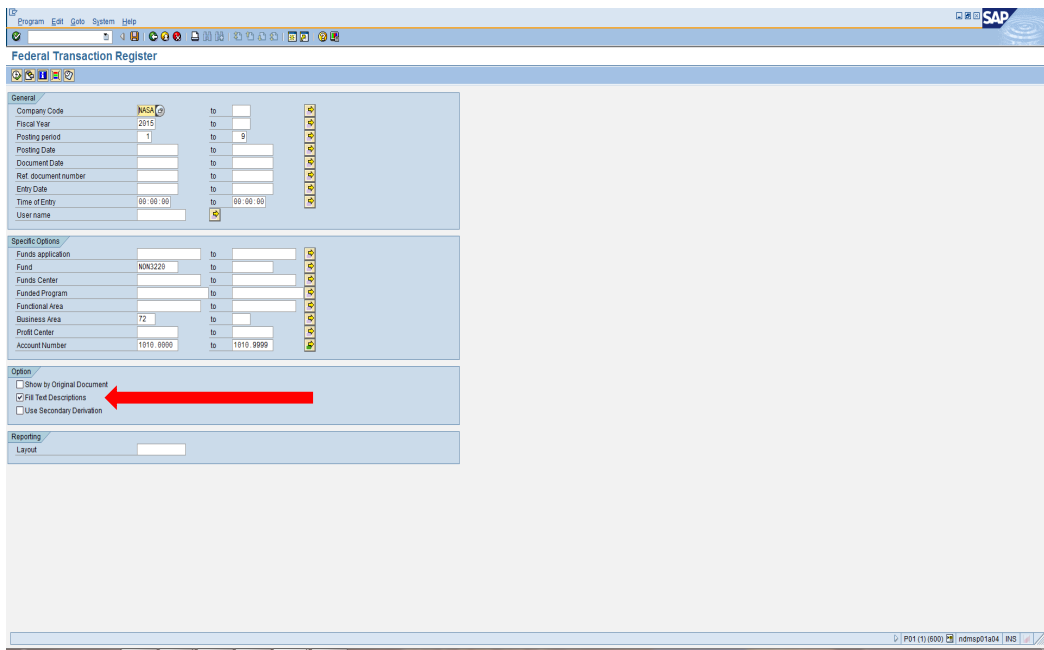 Program Edit Goto System Help
SAP
Federal Transaction Register
General
Company Code NASA to
Fiscal Year 2015 to
Posting period 1 to 9
Posting Date to
Document Date to
Ref. document number to
Entry Date to
Time of Entry 00:00:00 to 00:00:00
User name
Specific Options
Funds application to
Fund NON3220 to
Funds Center to
Funded Program to
Functional Area to
Business Area 72 to
Profit Center to
Account Number 1010.0000 to 1010.9999
Option
Show by Original Document
Fill Text Descriptions
Use Secondary Derivation
Reporting
Layout
P01 (1) (600) ndmsp01a04 INS